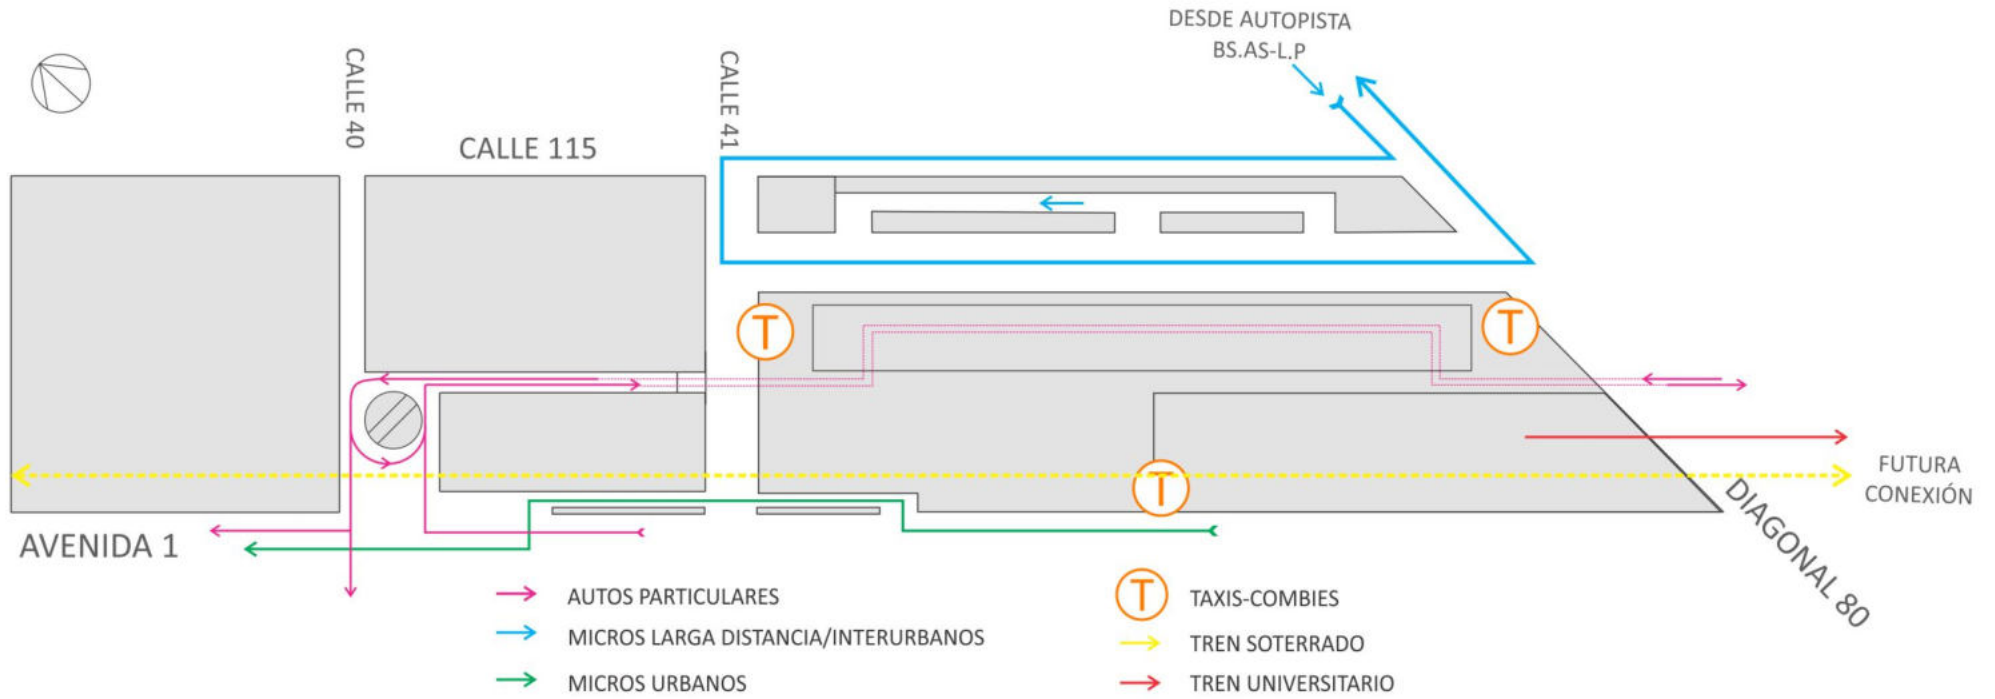 DESDE AUTOPISTA
BS.AS-L.P
CALLE 40
CALLE 41
CALLE 115
T
T
T
FUTURA
CONEXIÓN
DIAGONAL 80
AVENIDA 1
AUTOS PARTICULARES
MICROS LARGA DISTANCIA/INTERURBANOS
MICROS URBANOS
T TAXIS-COMBIES
TREN SOTERRADO
TREN UNIVERSITARIO